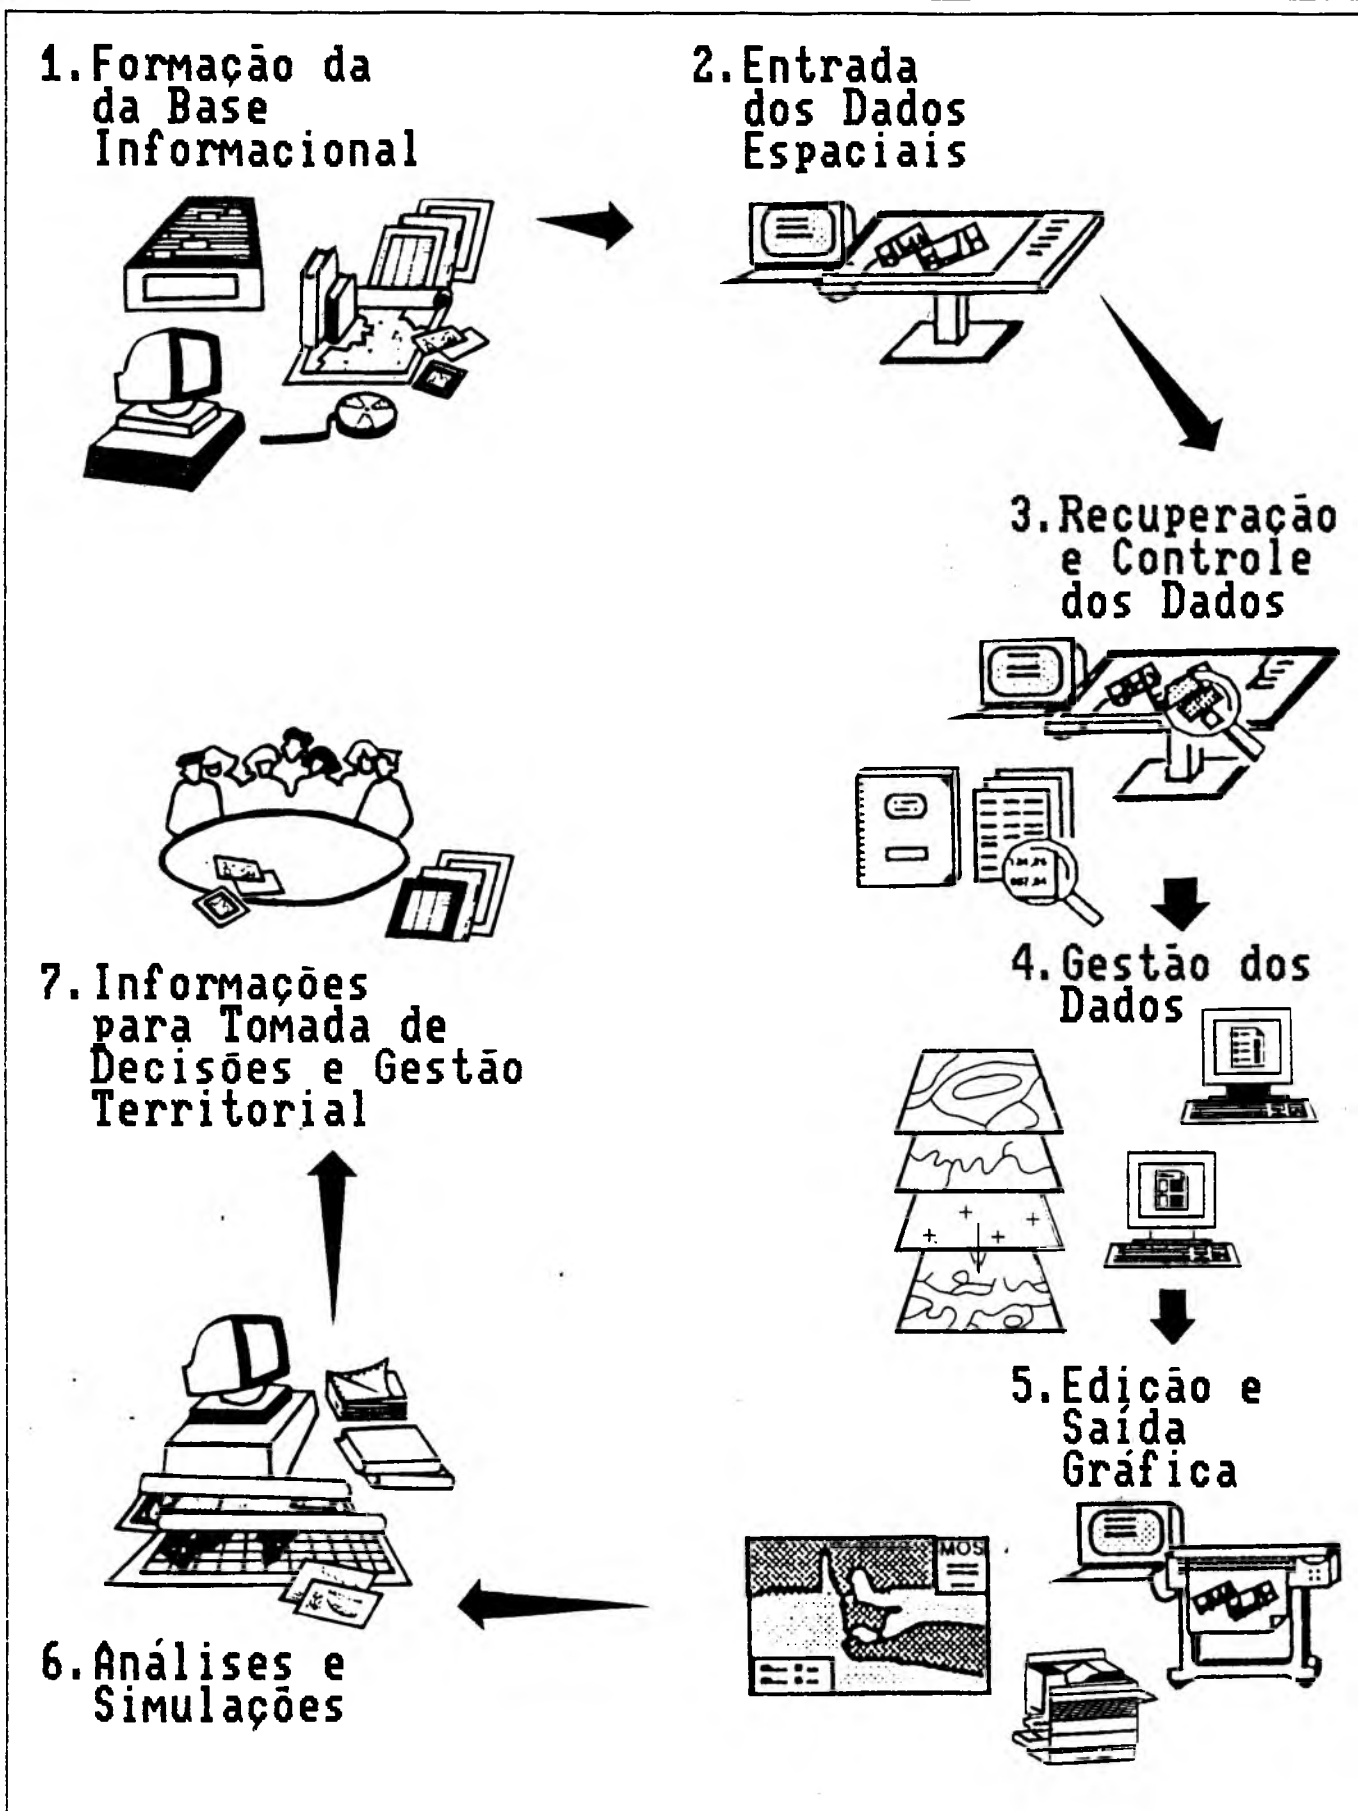 1. Formação da
da Base
Informacional
2. Entrada
dos Dados
Espaciais
3. Recuperação
e Controle
dos Dados
4. Gestão dos
Dados
5. Edição e
Saída
Gráfica
MOS
6. Análises e
Simulações
7. Informações
para Tomada de
Decisões e Gestão
Territorial